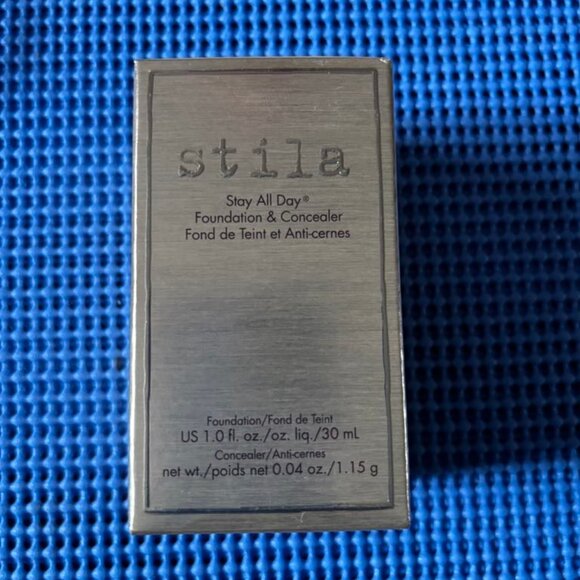 stila
Stay All Day®
Foundation & Concealer
Fond de Teint et Anti-cernes
Foundation/Fond de Teint
US 1.0 fl. oz./oz. liq./30 mL
Concealer/Anti-cernes
net wt./poids net 0.04 oz./1.15 g